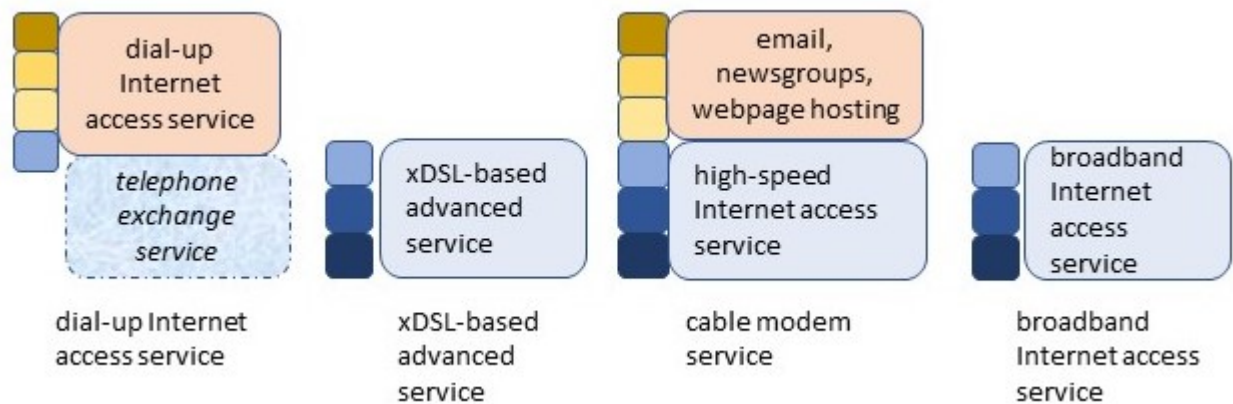 dial-up
Internet
access service
telephone
exchange
service
dial-up Internet
access service
xDSL-based
advanced
service
xDSL-based
advanced
service
email,
newsgroups,
webpage hosting
high-speed
Internet access
service
cable modem
service
broadband
Internet
access
service
broadband
Internet access
service